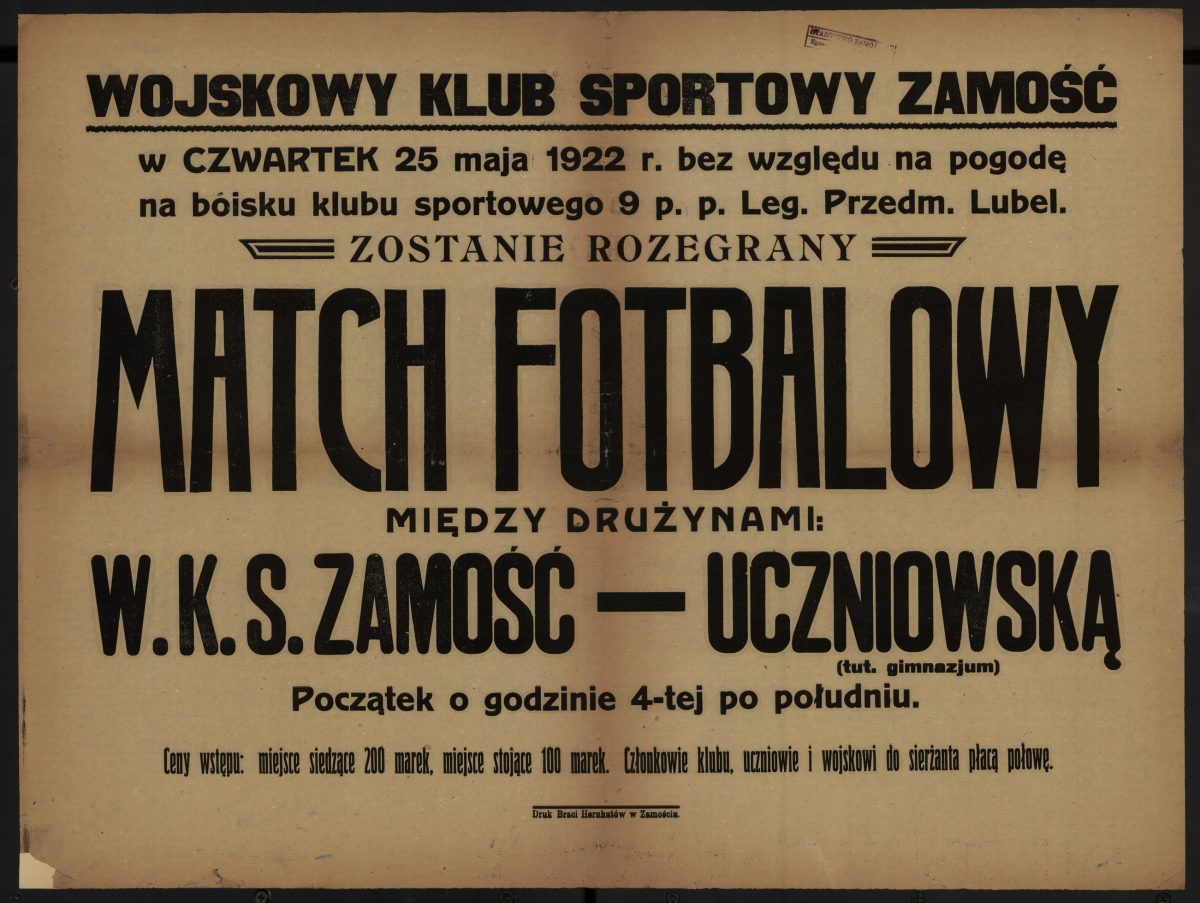 WOJSKOWY KLUB SPORTOWY ZAMOŚĆ
w CZWARTEK 25 maja 1922 r. bez względu na pogodę
na bóisku klubu sportowego 9 p. p. Leg. Przedm. Lubel.
ZOSTANIE ROZEGRANY
MATCH FOTBALOWY
MIĘDZY DRUŻYNAMI:
W.K.S. ZAMOŚĆ — UCZNIOWSKĄ
(tut. gimnazjum)
Początek o godzinie 4-tej po południu.
Ceny wstępu: miejsce siedzące 200 marek, miejsce stojące 100 marek. Członkowie klubu, uczniowie i wojskowi do sierżanta płacą połowę.
Druk Braci Hernhutów w Zamościu.